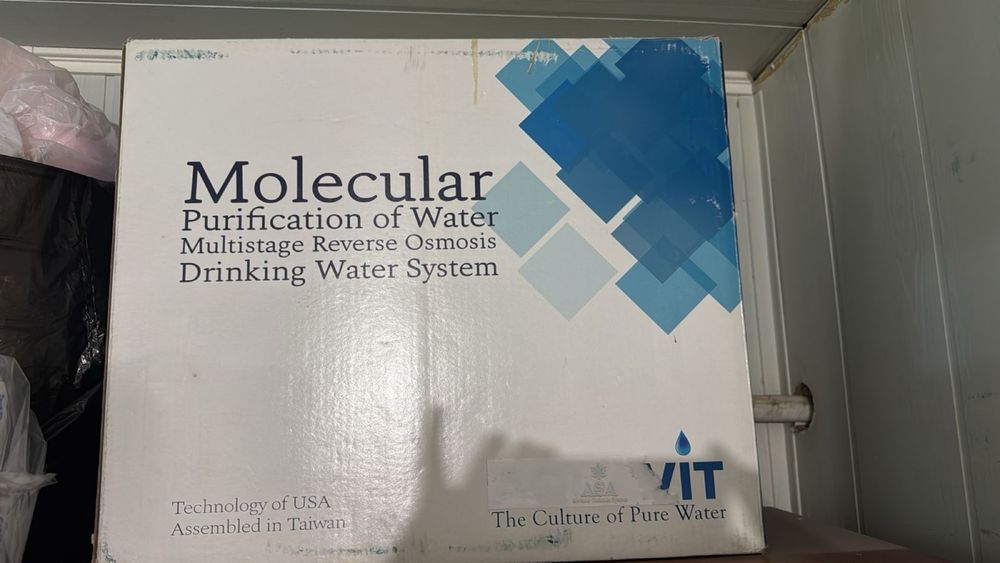 Molecular
Purification of Water
Multistage Reverse Osmosis
Drinking Water System
Technology of USA
Assembled in Taiwan
ASA
VIT
The Culture of Pure Water